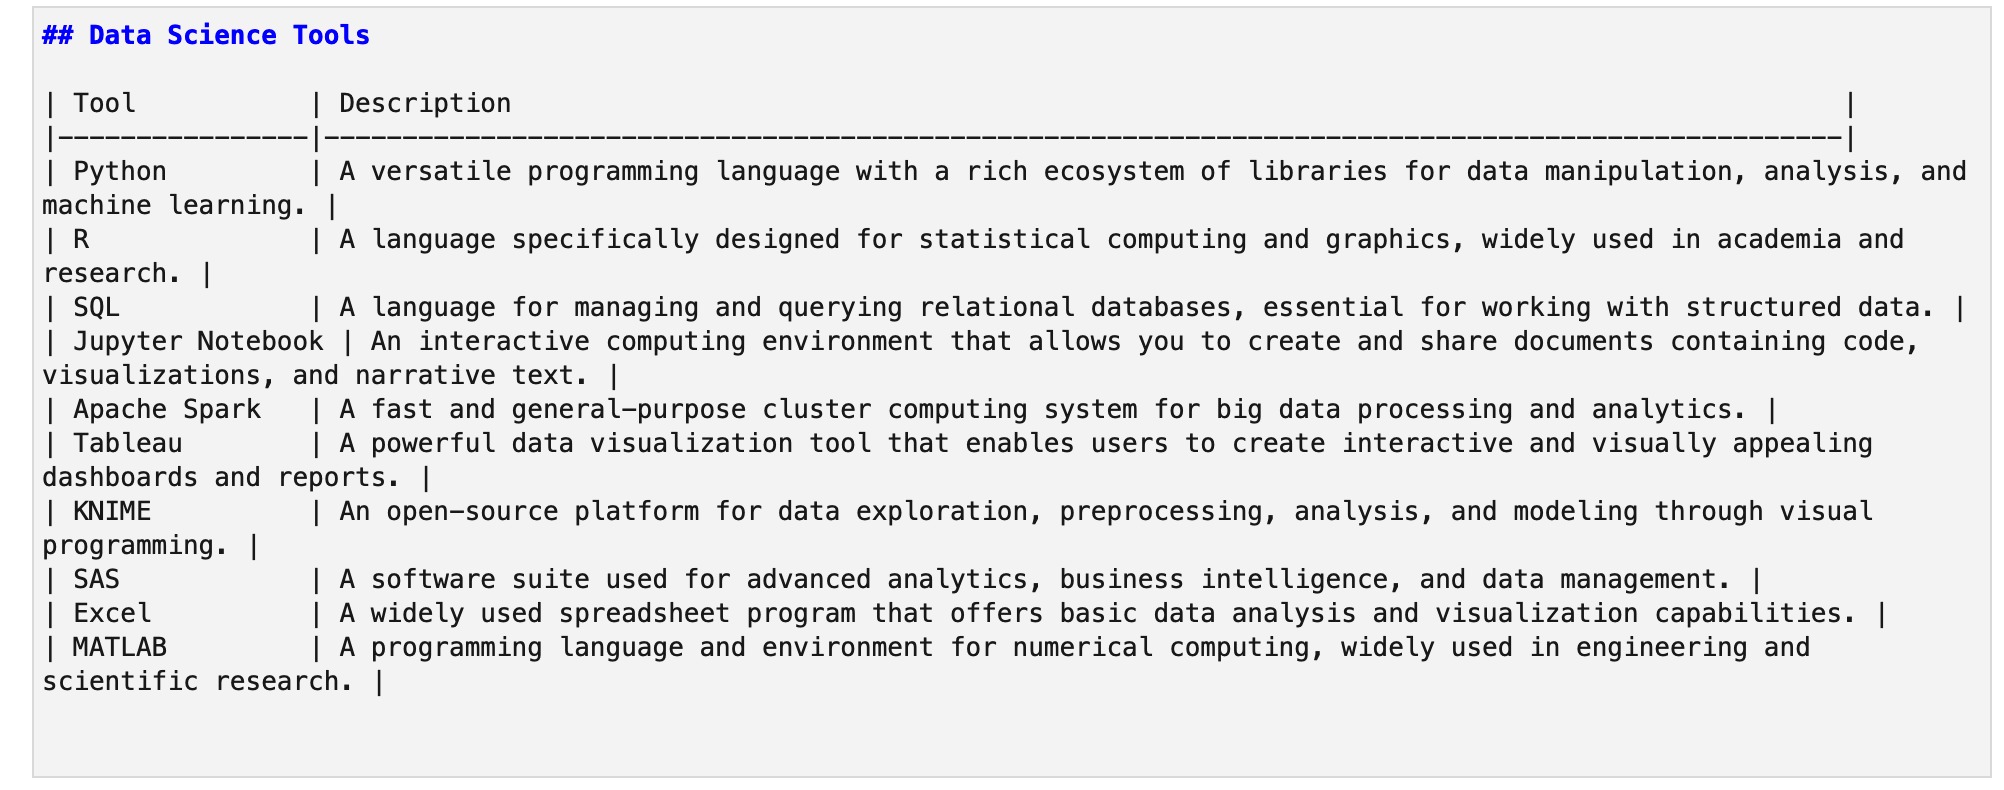 ## Data Science Tools
| Tool           | Description                                                                                     |
|----------------|-------------------------------------------------------------------------------------------------|
| Python         | A versatile programming language with a rich ecosystem of libraries for data manipulation, analysis, and
machine learning. |
| R              | A language specifically designed for statistical computing and graphics, widely used in academia and
research. |
| SQL            | A language for managing and querying relational databases, essential for working with structured data. |
| Jupyter Notebook | An interactive computing environment that allows you to create and share documents containing code,
visualizations, and narrative text. |
| Apache Spark   | A fast and general-purpose cluster computing system for big data processing and analytics. |
| Tableau        | A powerful data visualization tool that enables users to create interactive and visually appealing
dashboards and reports. |
| KNIME          | An open-source platform for data exploration, preprocessing, analysis, and modeling through visual
programming. |
| SAS            | A software suite used for advanced analytics, business intelligence, and data management. |
| Excel          | A widely used spreadsheet program that offers basic data analysis and visualization capabilities. |
| MATLAB         | A programming language and environment for numerical computing, widely used in engineering and
scientific research. |